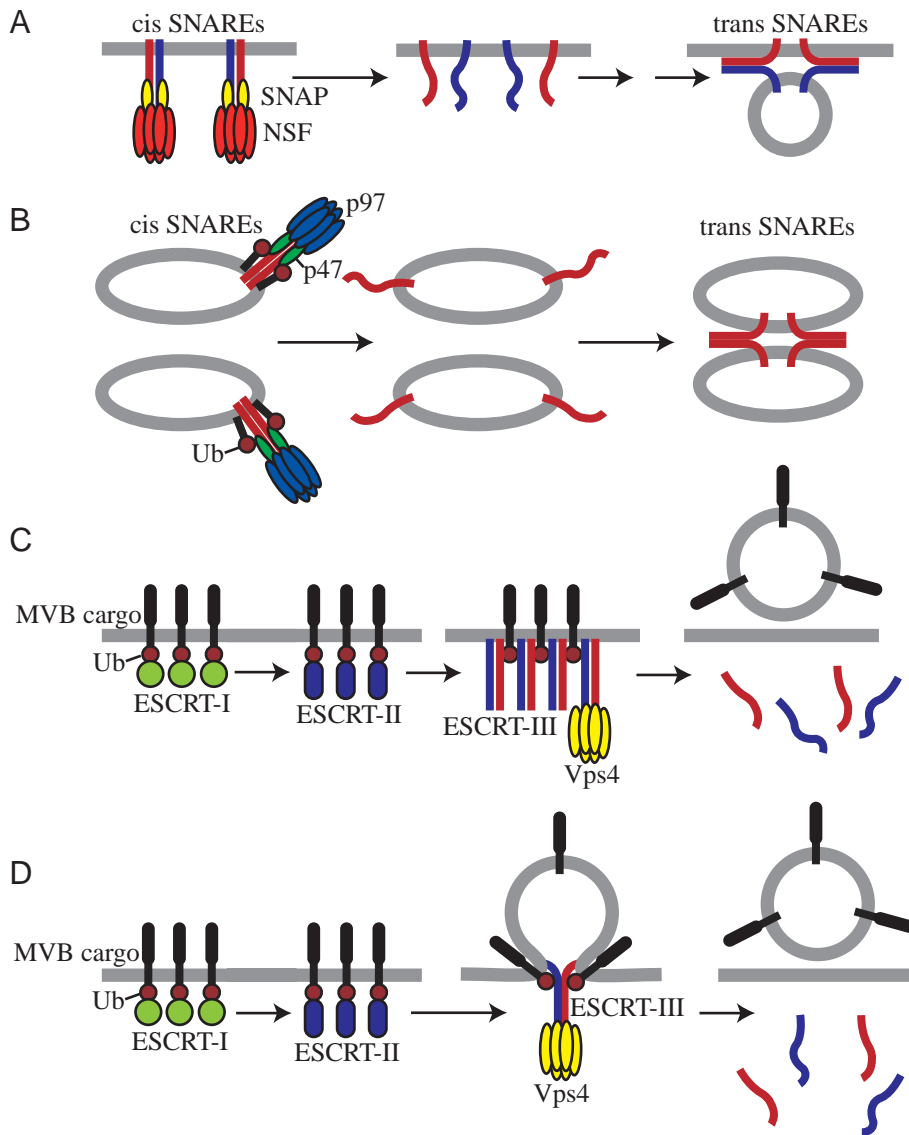 A
cis SNAREs
trans SNAREs
SNAP
NSF
B
cis SNAREs
p97
p47
trans SNAREs
Ub
C
MVB cargo
Ub
ESCRT-I
ESCRT-II
ESCRT-III
Vps4
D
MVB cargo
Ub
ESCRT-I
ESCRT-II
ESCRT-III
Vps4